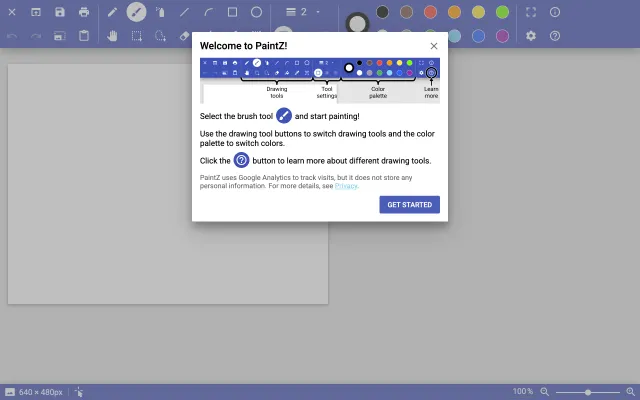 2
Welcome to PaintZ!
Drawing tools
Tool settings
Color palette
Learn more
Select the brush tool and start painting!
Use the drawing tool buttons to switch drawing tools and the color
palette to switch colors.
Click the button to learn more about different drawing tools.
PaintZ uses Google Analytics to track visits, but it does not store any
personal information. For more details, see Privacy.
GET STARTED
640 × 480px
100%